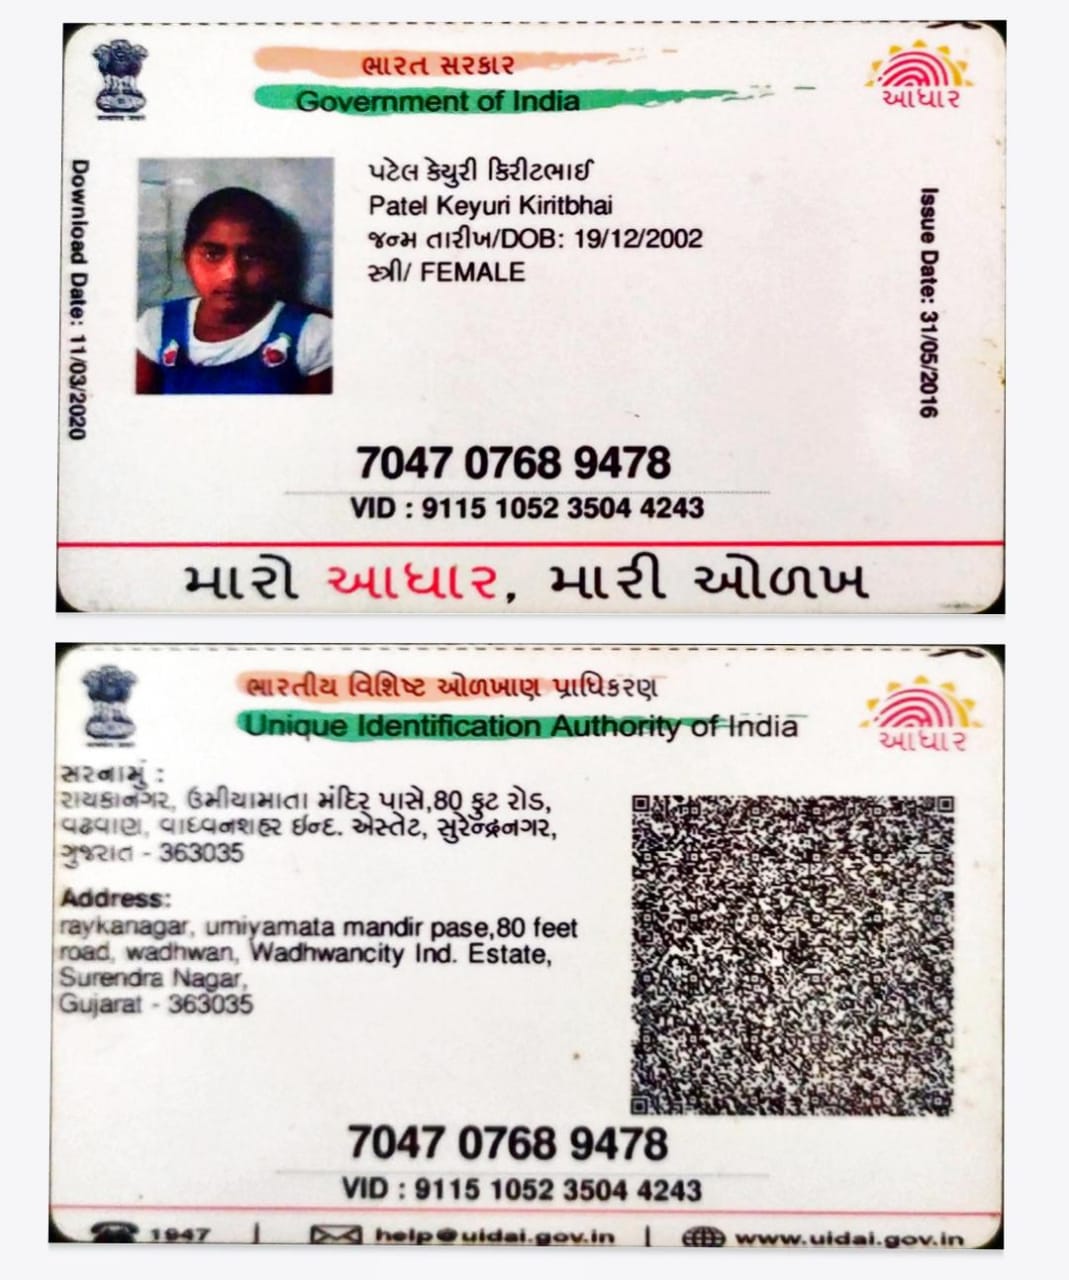 ભારત સરકાર
Government of India
આધાર
Download Date: 11/03/2020
પટેલ કેયુરી કિરીટભાઈ
Patel Keyuri Kiritbhai
જન્મ તારીખ/DOB: 19/12/2002
સ્ત્રી/ FEMALE
Issue Date: 31/05/2016
7047 0768 9478
VID : 9115 1052 3504 4243
મારો આધાર, મારી ઓળખ
ભારતીય વિશિષ્ટ ઓળખાણ પ્રાધિકરણ
Unique Identification Authority of India
આધાર
સરનામું :
રાયકાનગર, ઉમીયામાતા મંદિર પાસે,80 ફુટ રોડ,
વઢવાણ, વાધવનશહર ઇન્દ. એસ્તેટ, સુરેન્દ્રનગર,
ગુજરાત - 363035
Address:
raykanagar, umiyamata mandir pase,80 feet
road, wadhwan, Wadhwancity Ind. Estate,
Surendra Nagar,
Gujarat - 363035
7047 0768 9478
VID : 9115 1052 3504 4243
1947 | help@uidai.gov.in | www.uidai.gov.in